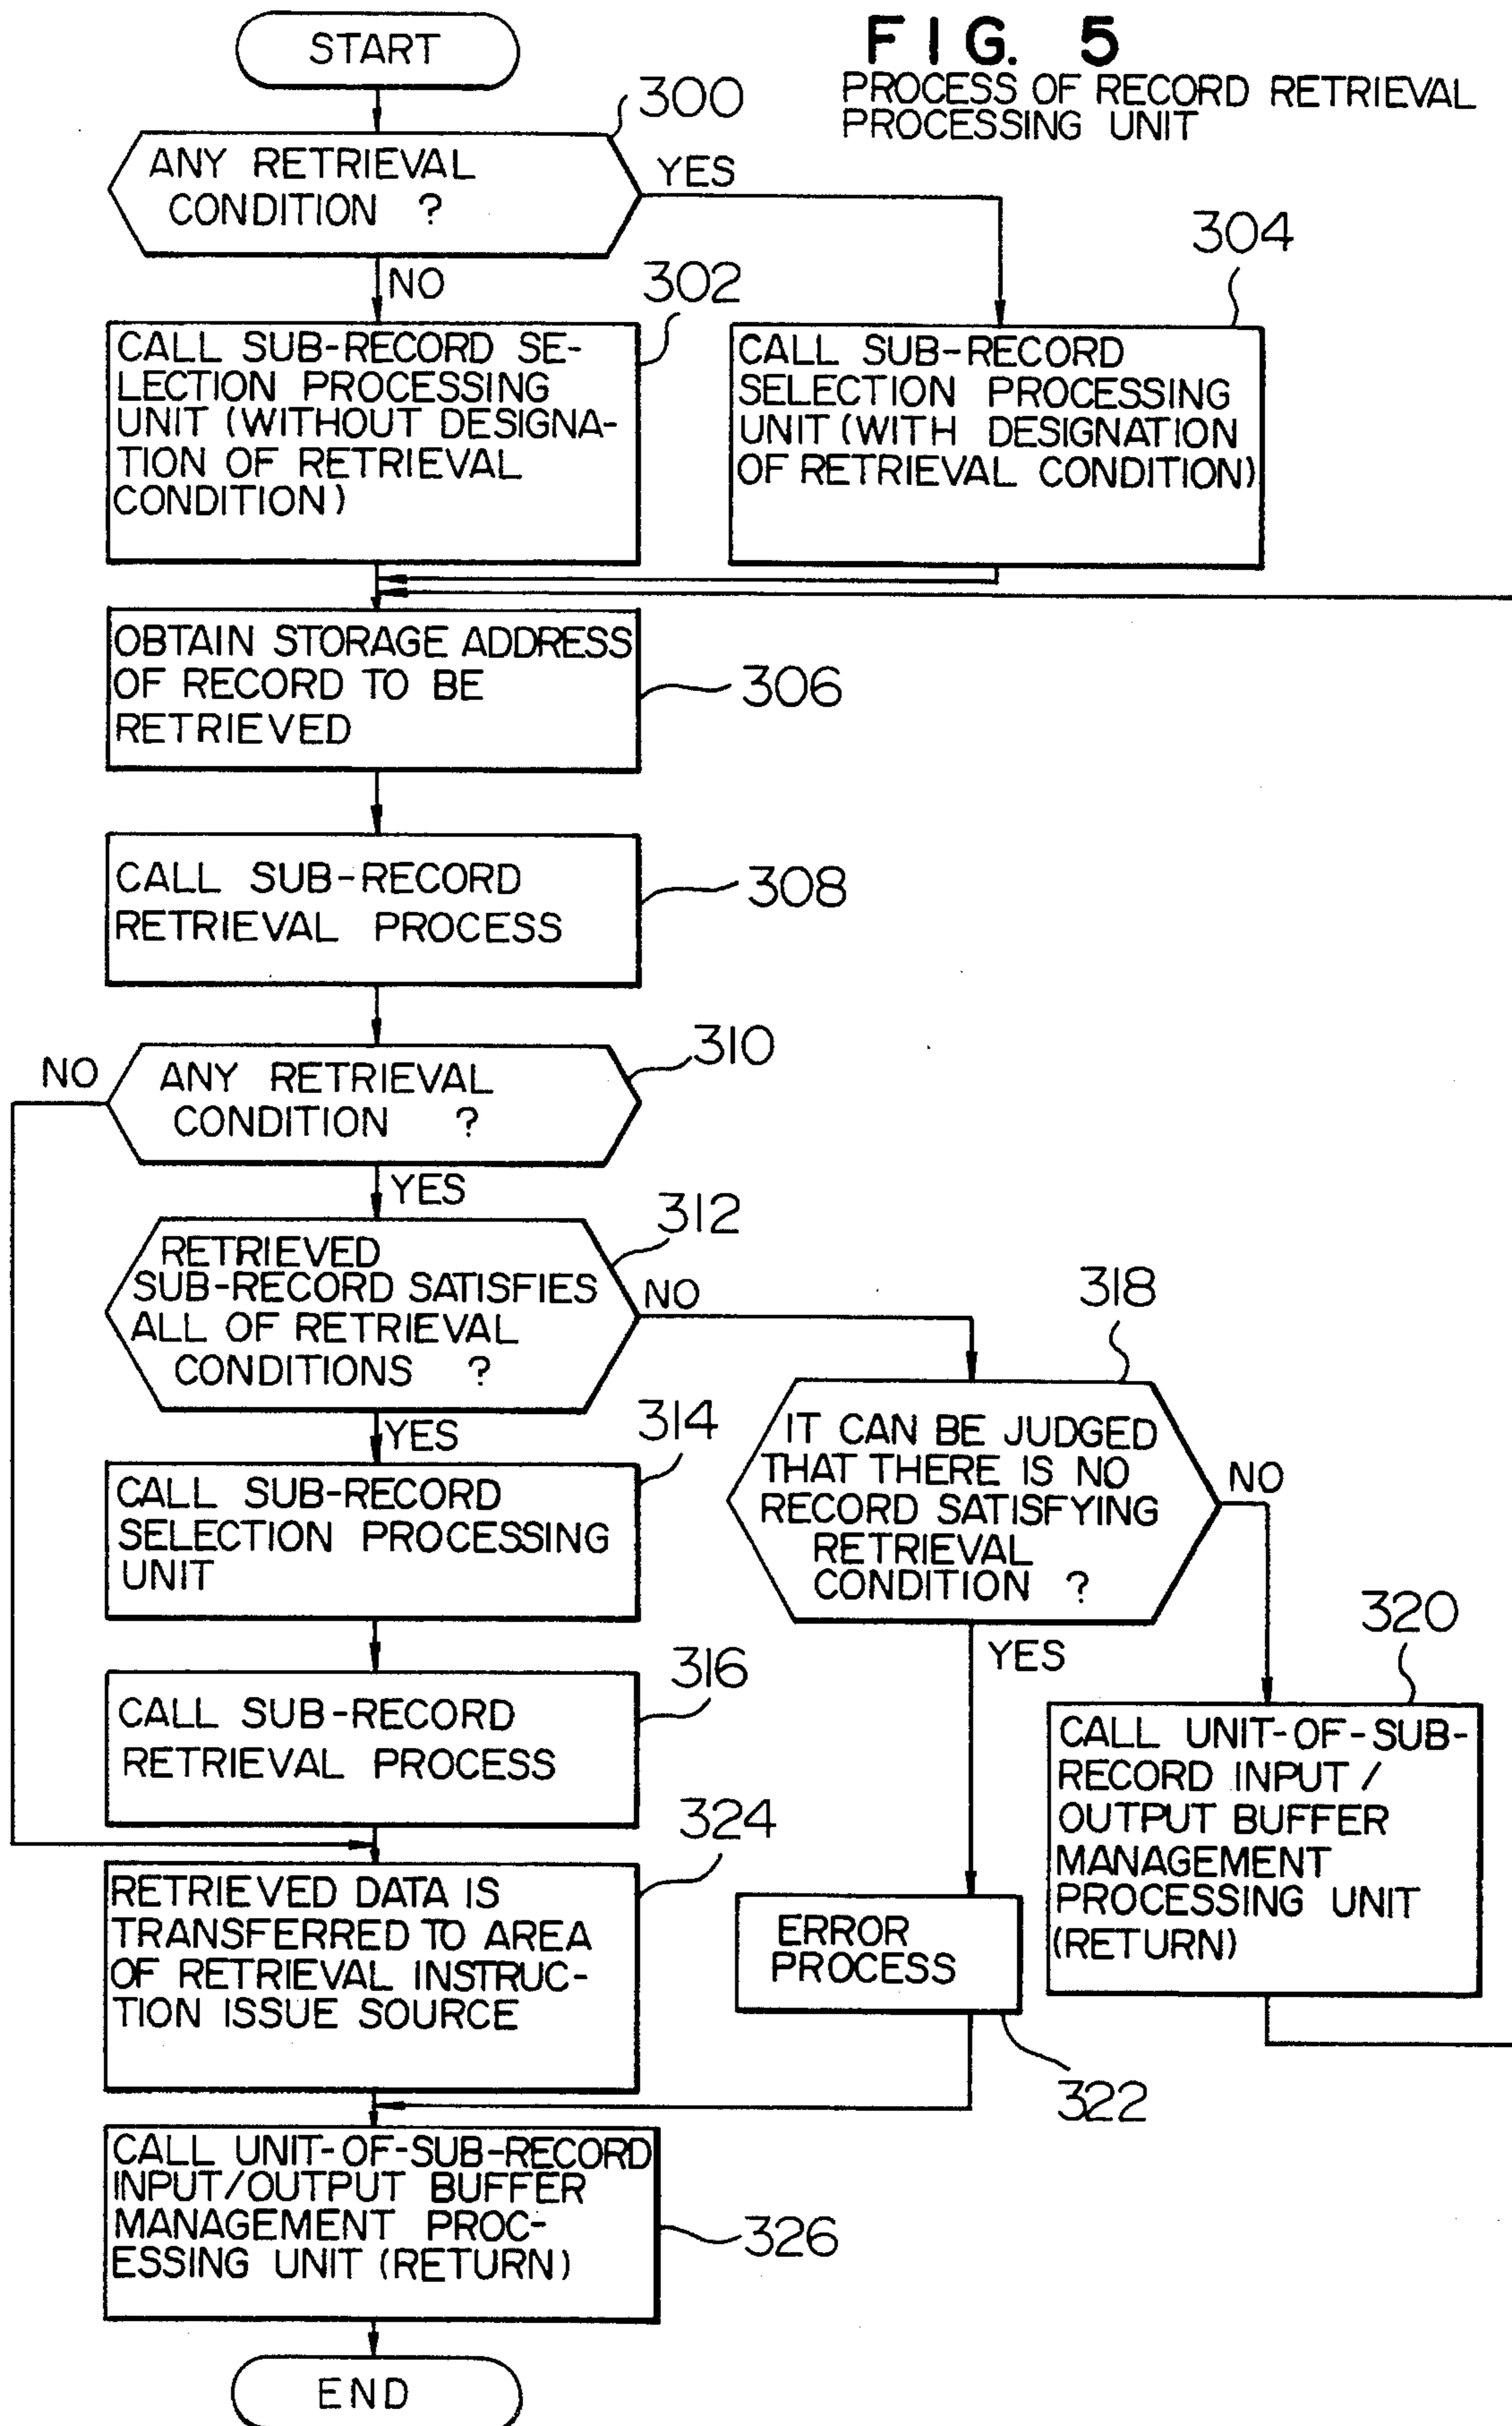 START
FIG. 5
PROCESS OF RECORD RETRIEVAL
PROCESSING UNIT
300
ANY RETRIEVAL
CONDITION ?
YES
NO
302
304
CALL SUB-RECORD SE-
LECTION PROCESSING
UNIT (WITHOUT DESIGNA-
TION OF RETRIEVAL
CONDITION)
CALL SUB-RECORD
SELECTION PROCESSING
UNIT (WITH DESIGNATION
OF RETRIEVAL CONDITION)
OBTAIN STORAGE ADDRESS
OF RECORD TO BE
RETRIEVED
306
CALL SUB-RECORD
RETRIEVAL PROCESS
308
310
NO
ANY RETRIEVAL
CONDITION ?
YES
312
RETRIEVED
SUB-RECORD SATISFIES
ALL OF RETRIEVAL
CONDITIONS ?
NO
YES
318
IT CAN BE JUDGED
THAT THERE IS NO
RECORD SATISFYING
RETRIEVAL
CONDITION ?
NO
YES
314
CALL SUB-RECORD
SELECTION PROCESSING
UNIT
316
CALL SUB-RECORD
RETRIEVAL PROCESS
320
CALL UNIT-OF-SUB-
RECORD INPUT/
OUTPUT BUFFER
MANAGEMENT
PROCESSING UNIT
(RETURN)
324
RETRIEVED DATA IS
TRANSFERRED TO AREA
OF RETRIEVAL INSTRUC-
TION ISSUE SOURCE
ERROR
PROCESS
322
CALL UNIT-OF-SUB-RECORD
INPUT/OUTPUT BUFFER
MANAGEMENT PROC-
ESSING UNIT (RETURN)
326
END